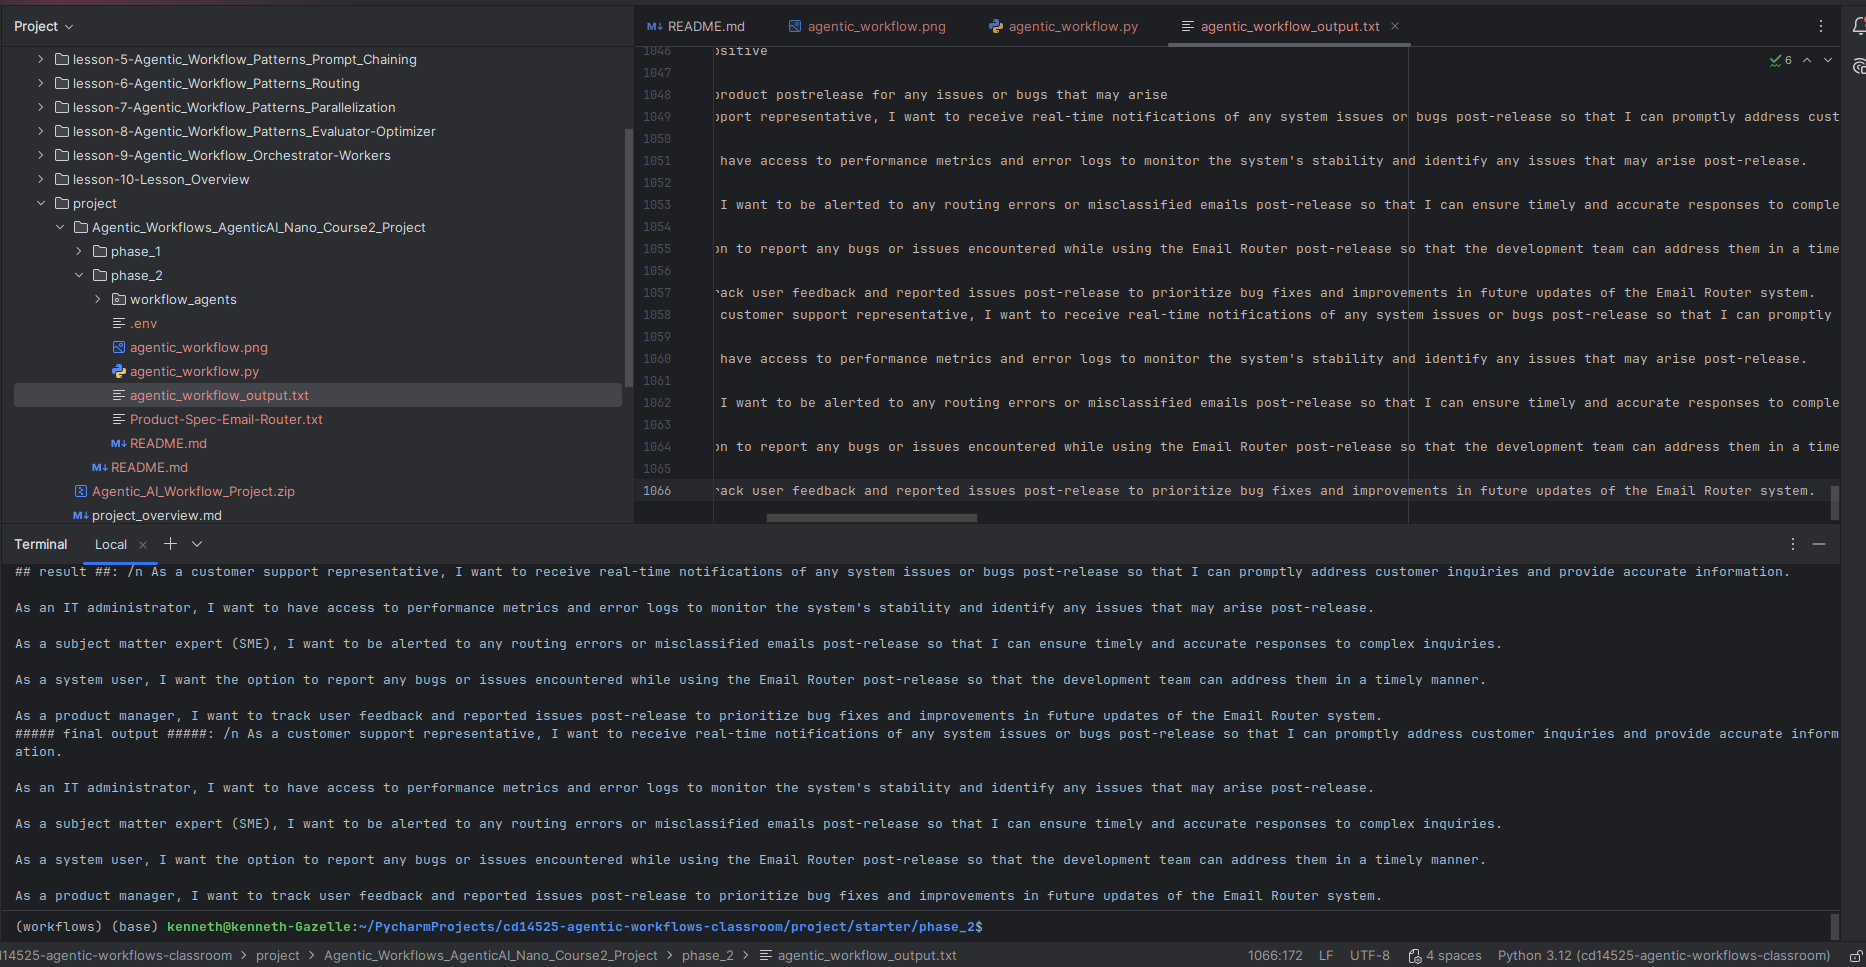 Project
lesson-5-Agentic_Workflow_Patterns_Prompt_Chaining
lesson-6-Agentic_Workflow_Patterns_Routing
lesson-7-Agentic_Workflow_Patterns_Parallelization
lesson-8-Agentic_Workflow_Patterns_Evaluator-Optimizer
lesson-9-Agentic_Workflow_Orchestrator-Workers
lesson-10-Lesson_Overview
project
Agentic_Workflows_AgenticAI_Nano_Course2_Project
phase_1
phase_2
workflow_agents
.env
agentic_workflow.png
agentic_workflow.py
agentic_workflow_output.txt
Product-Spec-Email-Router.txt
M↓ README.md
M↓ README.md
Agentic_AI_Workflow_Project.zip
M↓ project_overview.md
M↓ README.md agentic_workflow.png agentic_workflow.py agentic_workflow_output.txt
6
1046 ositive
1047
1048 product postrelease for any issues or bugs that may arise
1049 port representative, I want to receive real-time notifications of any system issues or bugs post-release so that I can promptly address cust
1050
1051 have access to performance metrics and error logs to monitor the system's stability and identify any issues that may arise post-release.
1052
1053 I want to be alerted to any routing errors or misclassified emails post-release so that I can ensure timely and accurate responses to comple
1054
1055 on to report any bugs or issues encountered while using the Email Router post-release so that the development team can address them in a time
1056
1057 rack user feedback and reported issues post-release to prioritize bug fixes and improvements in future updates of the Email Router system.
1058 customer support representative, I want to receive real-time notifications of any system issues or bugs post-release so that I can promptly
1059
1060 have access to performance metrics and error logs to monitor the system's stability and identify any issues that may arise post-release.
1061
1062 I want to be alerted to any routing errors or misclassified emails post-release so that I can ensure timely and accurate responses to comple
1063
1064 on to report any bugs or issues encountered while using the Email Router post-release so that the development team can address them in a time
1065
1066 rack user feedback and reported issues post-release to prioritize bug fixes and improvements in future updates of the Email Router system.
Terminal Local
## result ##: /n As a customer support representative, I want to receive real-time notifications of any system issues or bugs post-release so that I can promptly address customer inquiries and provide accurate information.
As an IT administrator, I want to have access to performance metrics and error logs to monitor the system's stability and identify any issues that may arise post-release.
As a subject matter expert (SME), I want to be alerted to any routing errors or misclassified emails post-release so that I can ensure timely and accurate responses to complex inquiries.
As a system user, I want the option to report any bugs or issues encountered while using the Email Router post-release so that the development team can address them in a timely manner.
As a product manager, I want to track user feedback and reported issues post-release to prioritize bug fixes and improvements in future updates of the Email Router system.
##### final output #####: /n As a customer support representative, I want to receive real-time notifications of any system issues or bugs post-release so that I can promptly address customer inquiries and provide accurate inform
ation.
As an IT administrator, I want to have access to performance metrics and error logs to monitor the system's stability and identify any issues that may arise post-release.
As a subject matter expert (SME), I want to be alerted to any routing errors or misclassified emails post-release so that I can ensure timely and accurate responses to complex inquiries.
As a system user, I want the option to report any bugs or issues encountered while using the Email Router post-release so that the development team can address them in a timely manner.
As a product manager, I want to track user feedback and reported issues post-release to prioritize bug fixes and improvements in future updates of the Email Router system.
(workflows) (base) kenneth@kenneth-Gazelle:~/PycharmProjects/cd14525-agentic-workflows-classroom/project/starter/phase_2$
14525-agentic-workflows-classroom > project > Agentic_Workflows_AgenticAI_Nano_Course2_Project > phase_2 > agentic_workflow_output.txt 1066:172 LF UTF-8 4 spaces Python 3.12 (cd14525-agentic-workflows-classroom)